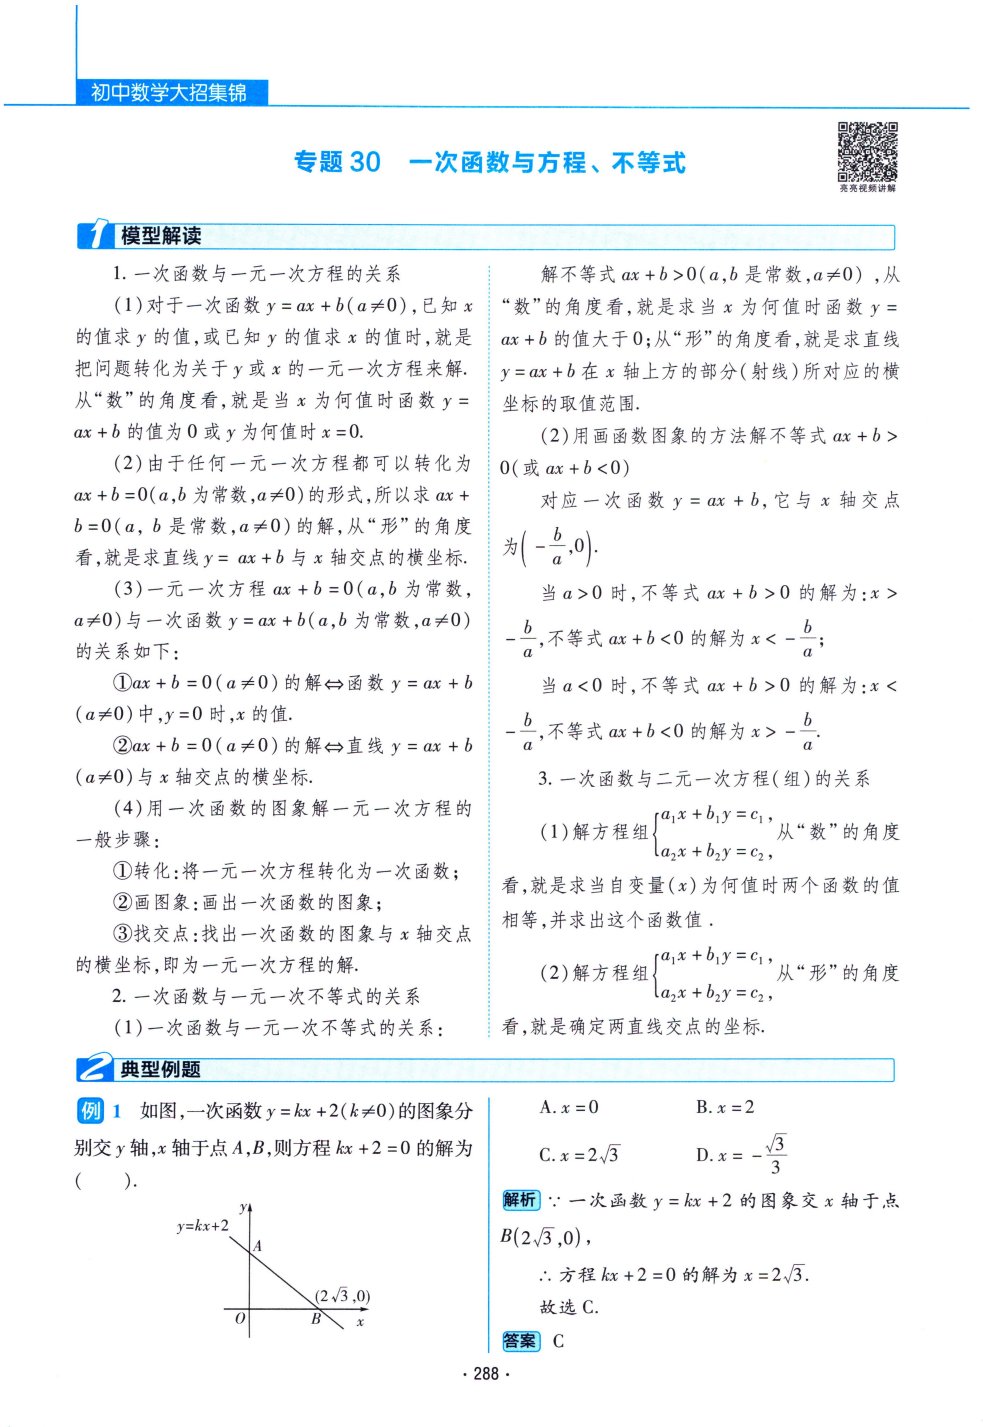 初中数学大招集锦
专题 30 一次函数与方程、不等式
亮亮视频讲解
1 模型解读
1. 一次函数与一元一次方程的关系
(1)对于一次函数 y=ax+b(a≠0),已知 x
的值求 y 的值,或已知 y 的值求 x 的值时,就是
把问题转化为关于 y 或 x 的一元一次方程来解.
从“数”的角度看,就是当 x 为何值时函数 y=
ax+b 的值为 0 或 y 为何值时 x=0.
(2)由于任何一元一次方程都可以转化为
ax+b=0(a,b 为常数,a≠0)的形式,所以求 ax+
b=0(a, b 是常数,a≠0)的解,从“形”的角度
看,就是求直线 y= ax+b 与 x 轴交点的横坐标.
(3)一元一次方程 ax+b=0(a,b 为常数,
a≠0)与一次函数 y=ax+b(a,b 为常数,a≠0)
的关系如下:
①ax+b=0(a≠0)的解⇔函数 y=ax+b
(a≠0)中,y=0 时,x 的值.
②ax+b=0(a≠0)的解⇔直线 y=ax+b
(a≠0)与 x 轴交点的横坐标.
(4)用一次函数的图象解一元一次方程的
一般步骤:
①转化:将一元一次方程转化为一次函数;
②画图象:画出一次函数的图象;
③找交点:找出一次函数的图象与 x 轴交点
的横坐标,即为一元一次方程的解.
2. 一次函数与一元一次不等式的关系
(1)一次函数与一元一次不等式的关系:
解不等式 ax+b>0(a,b 是常数,a≠0) ,从
“数”的角度看,就是求当 x 为何值时函数 y=
ax+b 的值大于 0;从“形”的角度看,就是求直线
y=ax+b 在 x 轴上方的部分(射线)所对应的横
坐标的取值范围.
(2)用画函数图象的方法解不等式 ax+b>
0(或 ax+b<0)
对应一次函数 y=ax+b,它与 x 轴交点
为(-b/a,0).
当 a>0 时,不等式 ax+b>0 的解为:x>
-b/a,不等式 ax+b<0 的解为 x<-b/a;
当 a<0 时,不等式 ax+b>0 的解为:x<
-b/a,不等式 ax+b<0 的解为 x>-b/a.
3. 一次函数与二元一次方程(组)的关系
(1)解方程组{a₁x+b₁y=c₁, a₂x+b₂y=c₂, 从“数”的角度
看,就是求当自变量(x)为何值时两个函数的值
相等,并求出这个函数值.
(2)解方程组{a₁x+b₁y=c₁, a₂x+b₂y=c₂, 从“形”的角度
看,就是确定两直线交点的坐标.
2 典型例题
例 1 如图,一次函数 y=kx+2(k≠0)的图象分
别交 y 轴,x 轴于点 A,B,则方程 kx+2=0 的解为
( ).
y
y=kx+2
A
(2√3,0)
O B x
A. x=0 B. x=2
C. x=2√3 D. x=-√3/3
解析 ∵一次函数 y=kx+2 的图象交 x 轴于点
B(2√3,0),
∴方程 kx+2=0 的解为 x=2√3.
故选 C.
答案 C
· 288 ·